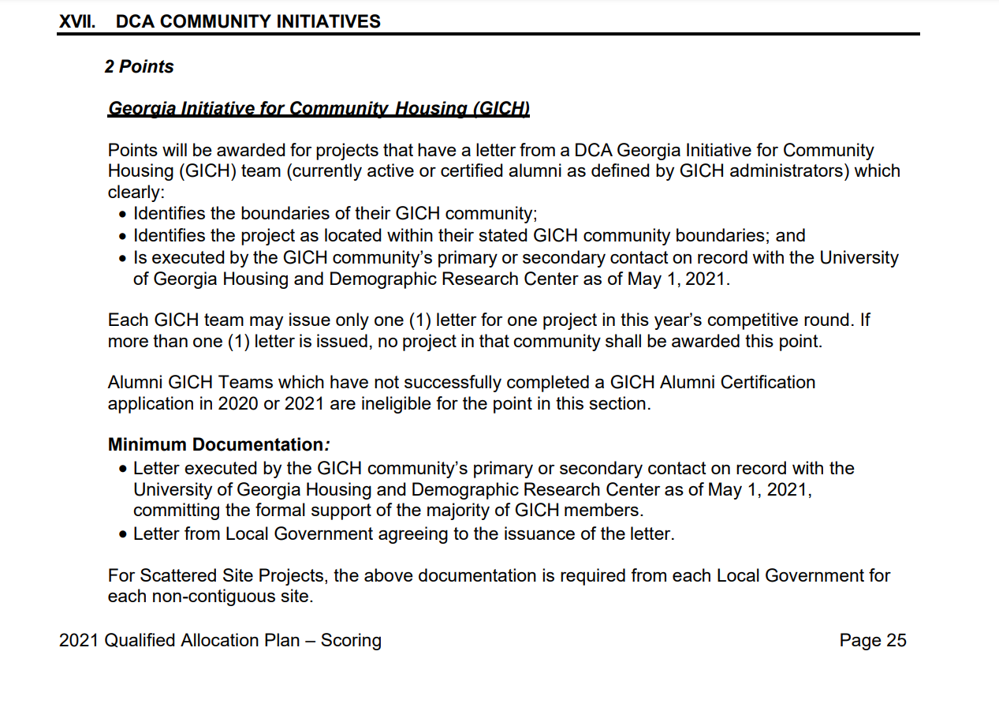 XVII. DCA COMMUNITY INITIATIVES
2 Points
Georgia Initiative for Community Housing (GICH)
Points will be awarded for projects that have a letter from a DCA Georgia Initiative for Community
Housing (GICH) team (currently active or certified alumni as defined by GICH administrators) which
clearly:
• Identifies the boundaries of their GICH community;
• Identifies the project as located within their stated GICH community boundaries; and
• Is executed by the GICH community’s primary or secondary contact on record with the University
of Georgia Housing and Demographic Research Center as of May 1, 2021.
Each GICH team may issue only one (1) letter for one project in this year’s competitive round. If
more than one (1) letter is issued, no project in that community shall be awarded this point.
Alumni GICH Teams which have not successfully completed a GICH Alumni Certification
application in 2020 or 2021 are ineligible for the point in this section.
Minimum Documentation:
• Letter executed by the GICH community’s primary or secondary contact on record with the
University of Georgia Housing and Demographic Research Center as of May 1, 2021,
committing the formal support of the majority of GICH members.
• Letter from Local Government agreeing to the issuance of the letter.
For Scattered Site Projects, the above documentation is required from each Local Government for
each non-contiguous site.
2021 Qualified Allocation Plan – Scoring Page 25